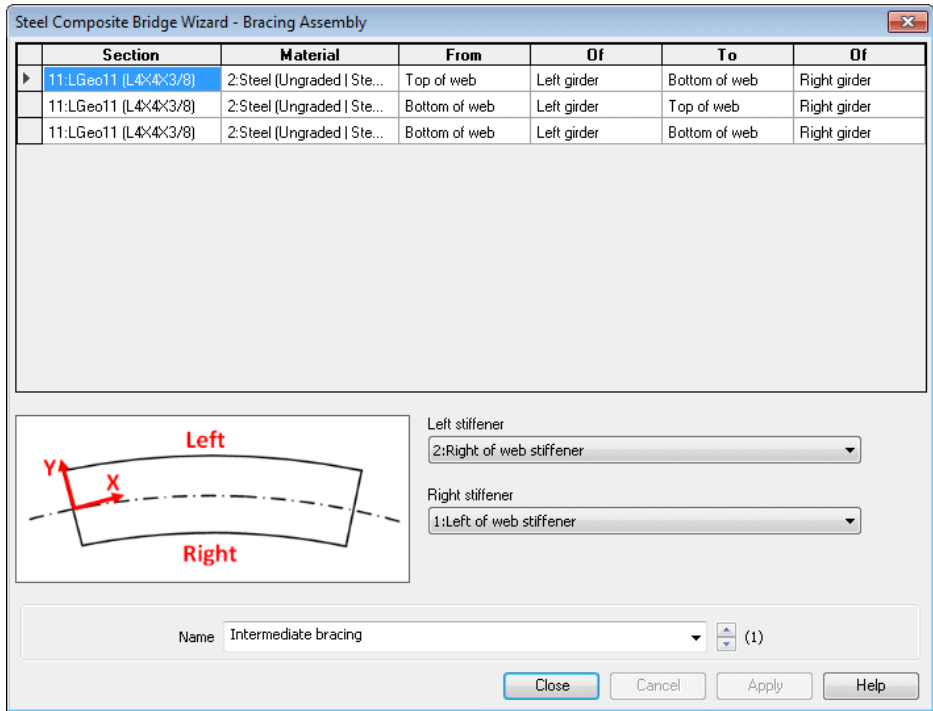 Steel Composite Bridge Wizard - Bracing Assembly
Section Material From Of To Of
11:LGeo11 (L4X4X3/8) 2:Steel (Ungraded | Ste... Top of web Left girder Bottom of web Right girder
11:LGeo11 (L4X4X3/8) 2:Steel (Ungraded | Ste... Bottom of web Left girder Top of web Right girder
11:LGeo11 (L4X4X3/8) 2:Steel (Ungraded | Ste... Bottom of web Left girder Bottom of web Right girder
Left
Y
X
Right
Left stiffener
2:Right of web stiffener
Right stiffener
1:Left of web stiffener
Name Intermediate bracing (1)
Close Cancel Apply Help